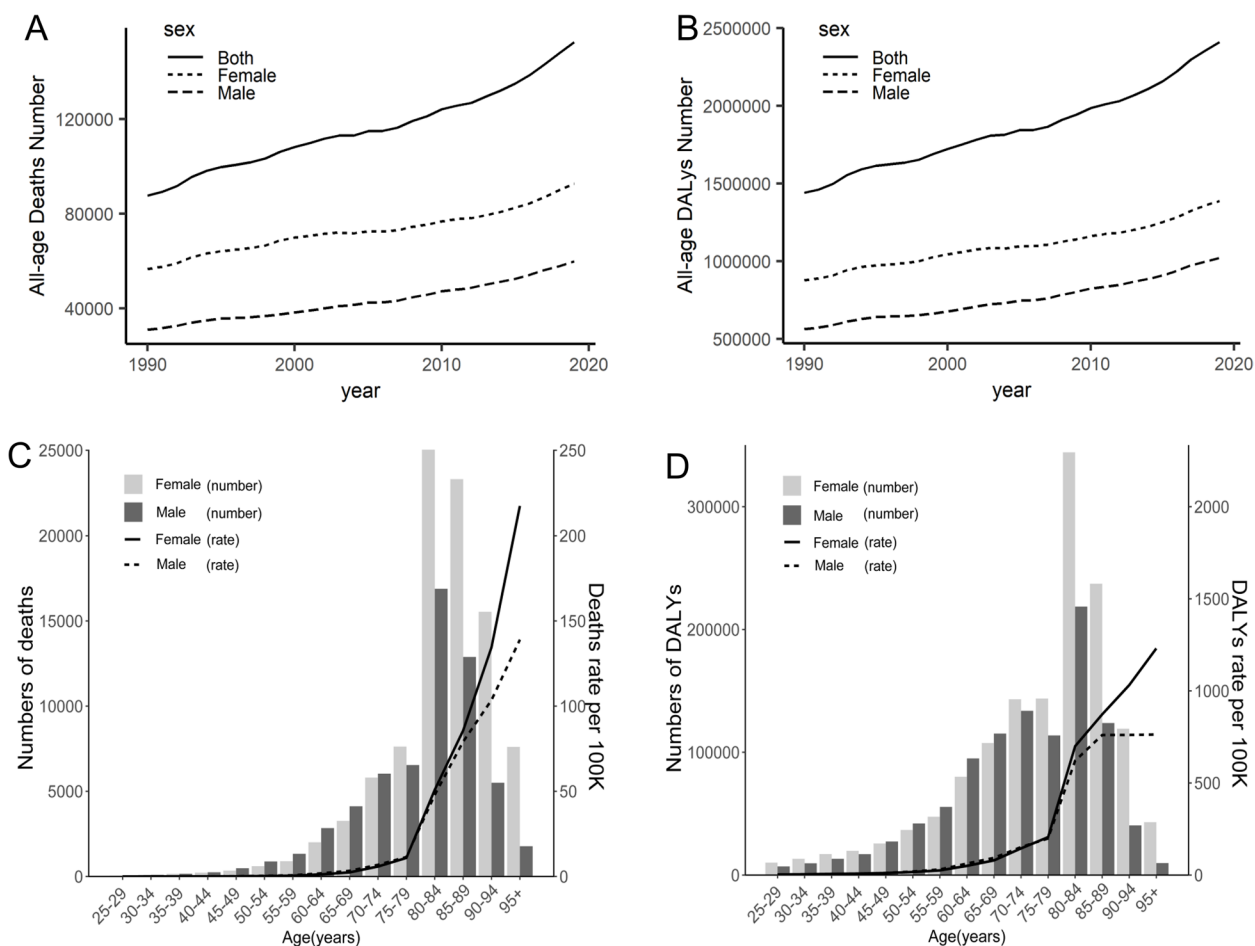 A
sex
Both
Female
Male
All-age Deaths Number
120000
80000
40000
1990
2000
2010
2020
year
B
sex
Both
Female
Male
All-age DALys Number
2500000
2000000
1500000
1000000
500000
1990
2000
2010
2020
year
C
Female (number)
Male (number)
Female (rate)
Male (rate)
Numbers of deaths
25000
20000
15000
10000
5000
0
250
200
150
100
50
0
Deaths rate per 100K
25-29
30-34
35-39
40-44
45-49
50-54
55-59
60-64
65-69
70-74
75-79
80-84
85-89
90-94
95+
Age(years)
D
Female (number)
Male (number)
Female (rate)
Male (rate)
Numbers of DALYs
300000
200000
100000
0
2000
1500
1000
500
0
DALYs rate per 100K
25-29
30-34
35-39
40-44
45-49
50-54
55-59
60-64
65-69
70-74
75-79
80-84
85-89
90-94
95+
Age(years)